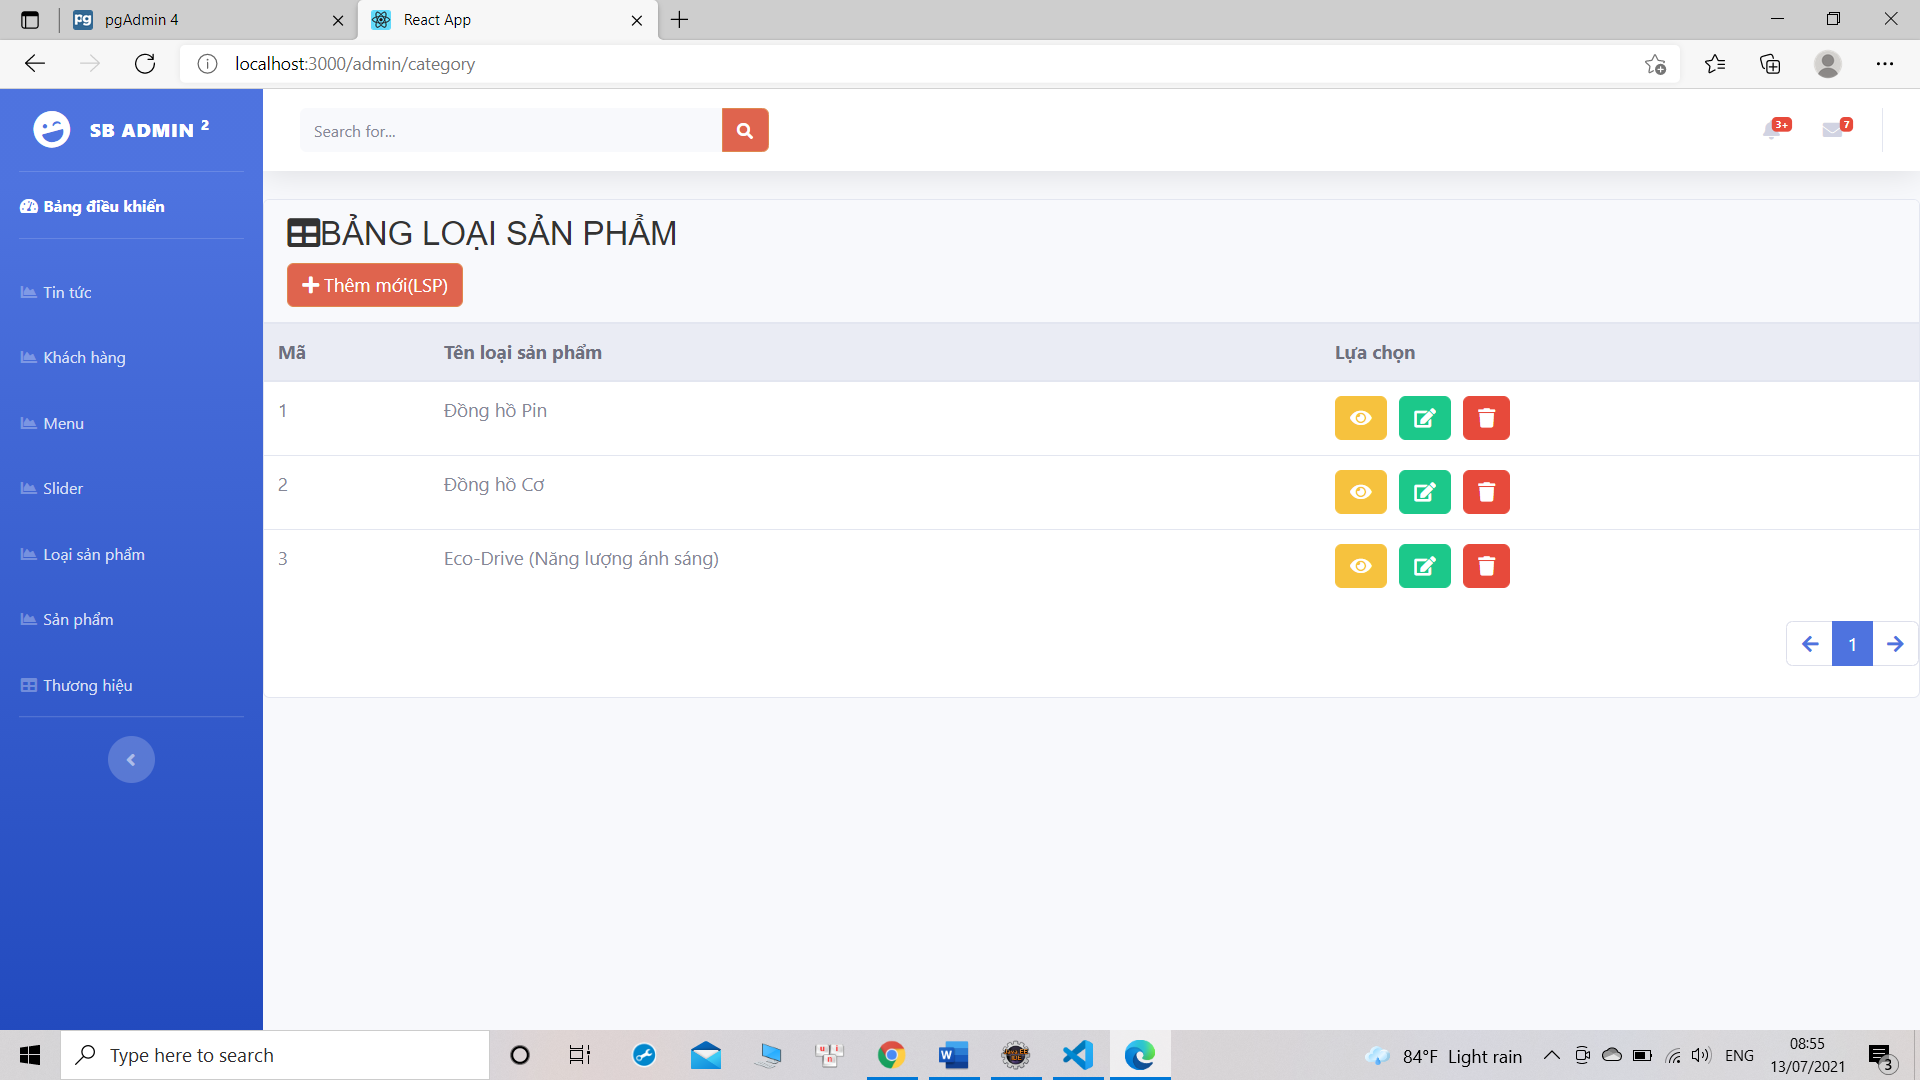 pgAdmin 4
React App
localhost:3000/admin/category
SB ADMIN 2
Search for...
3+
7
Bảng điều khiển
Tin tức
Khách hàng
Menu
Slider
Loại sản phẩm
Sản phẩm
Thương hiệu
BẢNG LOẠI SẢN PHẨM
Thêm mới(LSP)
Mã Tên loại sản phẩm Lựa chọn
1 Đồng hồ Pin
2 Đồng hồ Cơ
3 Eco-Drive (Năng lượng ánh sáng)
1
Type here to search
84°F Light rain
ENG
08:55
13/07/2021
3